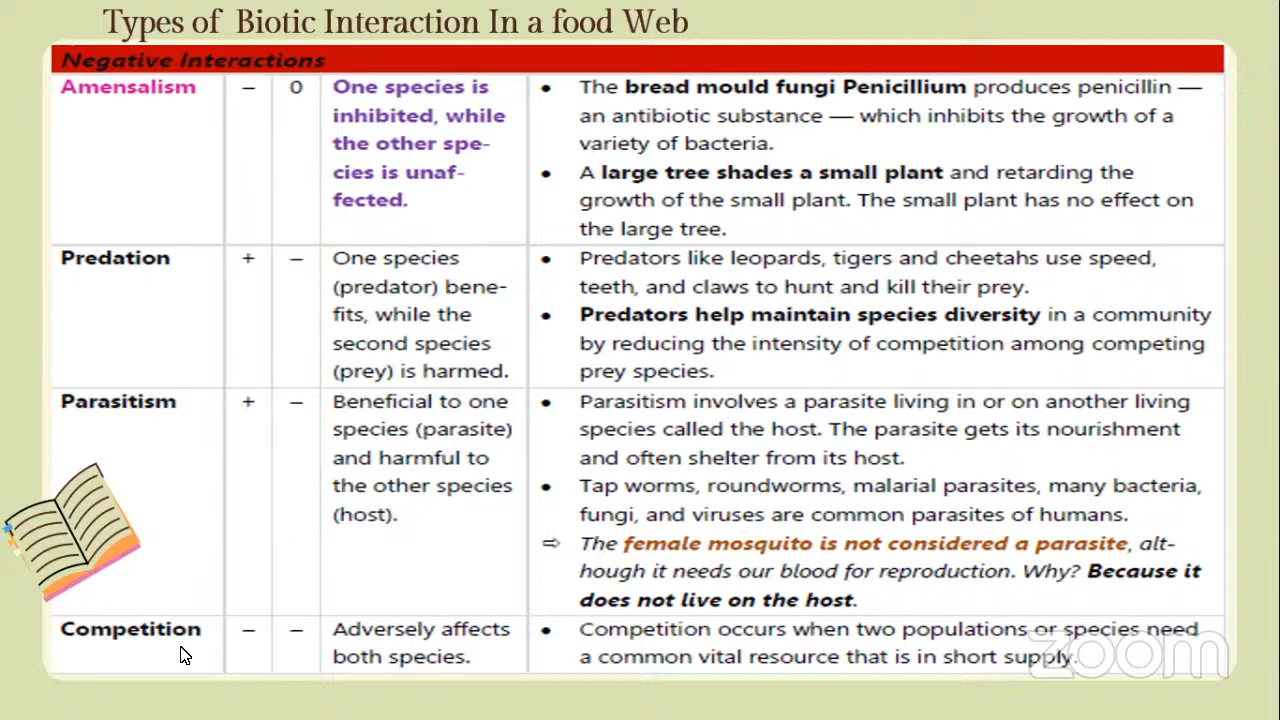 Types of Biotic Interaction In a food Web
Negative Interactions
Amensalism
–
0
One species is
inhibited, while
the other spe-
cies is unaf-
fected.
• The bread mould fungi Penicillium produces penicillin —
an antibiotic substance — which inhibits the growth of a
variety of bacteria.
• A large tree shades a small plant and retarding the
growth of the small plant. The small plant has no effect on
the large tree.
Predation
+
–
One species
(predator) bene-
fits, while the
second species
(prey) is harmed.
• Predators like leopards, tigers and cheetahs use speed,
teeth, and claws to hunt and kill their prey.
• Predators help maintain species diversity in a community
by reducing the intensity of competition among competing
prey species.
Parasitism
+
–
Beneficial to one
species (parasite)
and harmful to
the other species
(host).
• Parasitism involves a parasite living in or on another living
species called the host. The parasite gets its nourishment
and often shelter from its host.
• Tap worms, roundworms, malarial parasites, many bacteria,
fungi, and viruses are common parasites of humans.
⇨ The female mosquito is not considered a parasite, alt-
hough it needs our blood for reproduction. Why? Because it
does not live on the host.
Competition
–
–
Adversely affects
both species.
• Competition occurs when two populations or species need
a common vital resource that is in short supply.
zoom